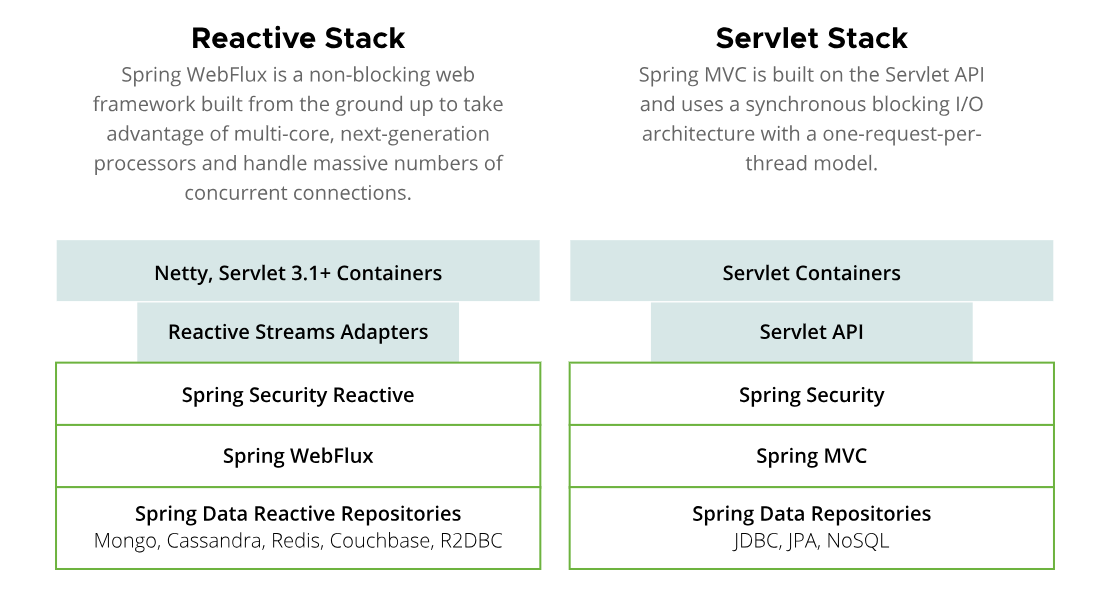 Reactive Stack
Spring WebFlux is a non-blocking web
framework built from the ground up to take
advantage of multi-core, next-generation
processors and handle massive numbers of
concurrent connections.
Netty, Servlet 3.1+ Containers
Reactive Streams Adapters
Spring Security Reactive
Spring WebFlux
Spring Data Reactive Repositories
Mongo, Cassandra, Redis, Couchbase, R2DBC
Servlet Stack
Spring MVC is built on the Servlet API
and uses a synchronous blocking I/O
architecture with a one-request-per-
thread model.
Servlet Containers
Servlet API
Spring Security
Spring MVC
Spring Data Repositories
JDBC, JPA, NoSQL